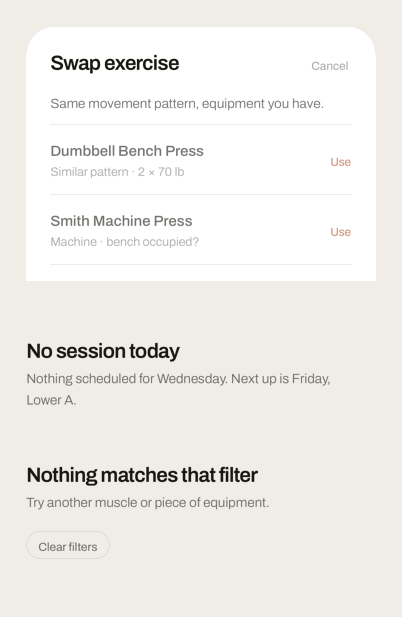 Swap exercise
Cancel
Same movement pattern, equipment you have.
Dumbbell Bench Press
Similar pattern · 2 × 70 lb
Use
Smith Machine Press
Machine · bench occupied?
Use
No session today
Nothing scheduled for Wednesday. Next up is Friday,
Lower A.
Nothing matches that filter
Try another muscle or piece of equipment.
Clear filters